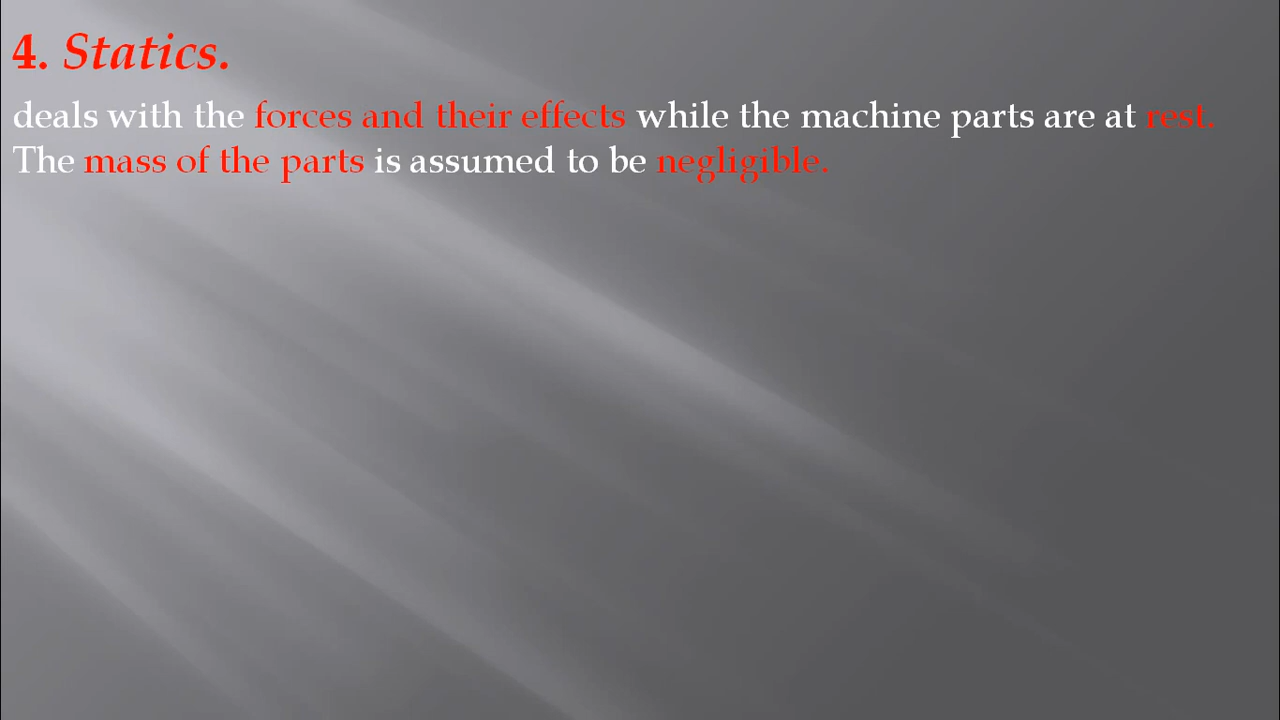 4. Statics.
deals with the forces and their effects while the machine parts are at rest.
The mass of the parts is assumed to be negligible.